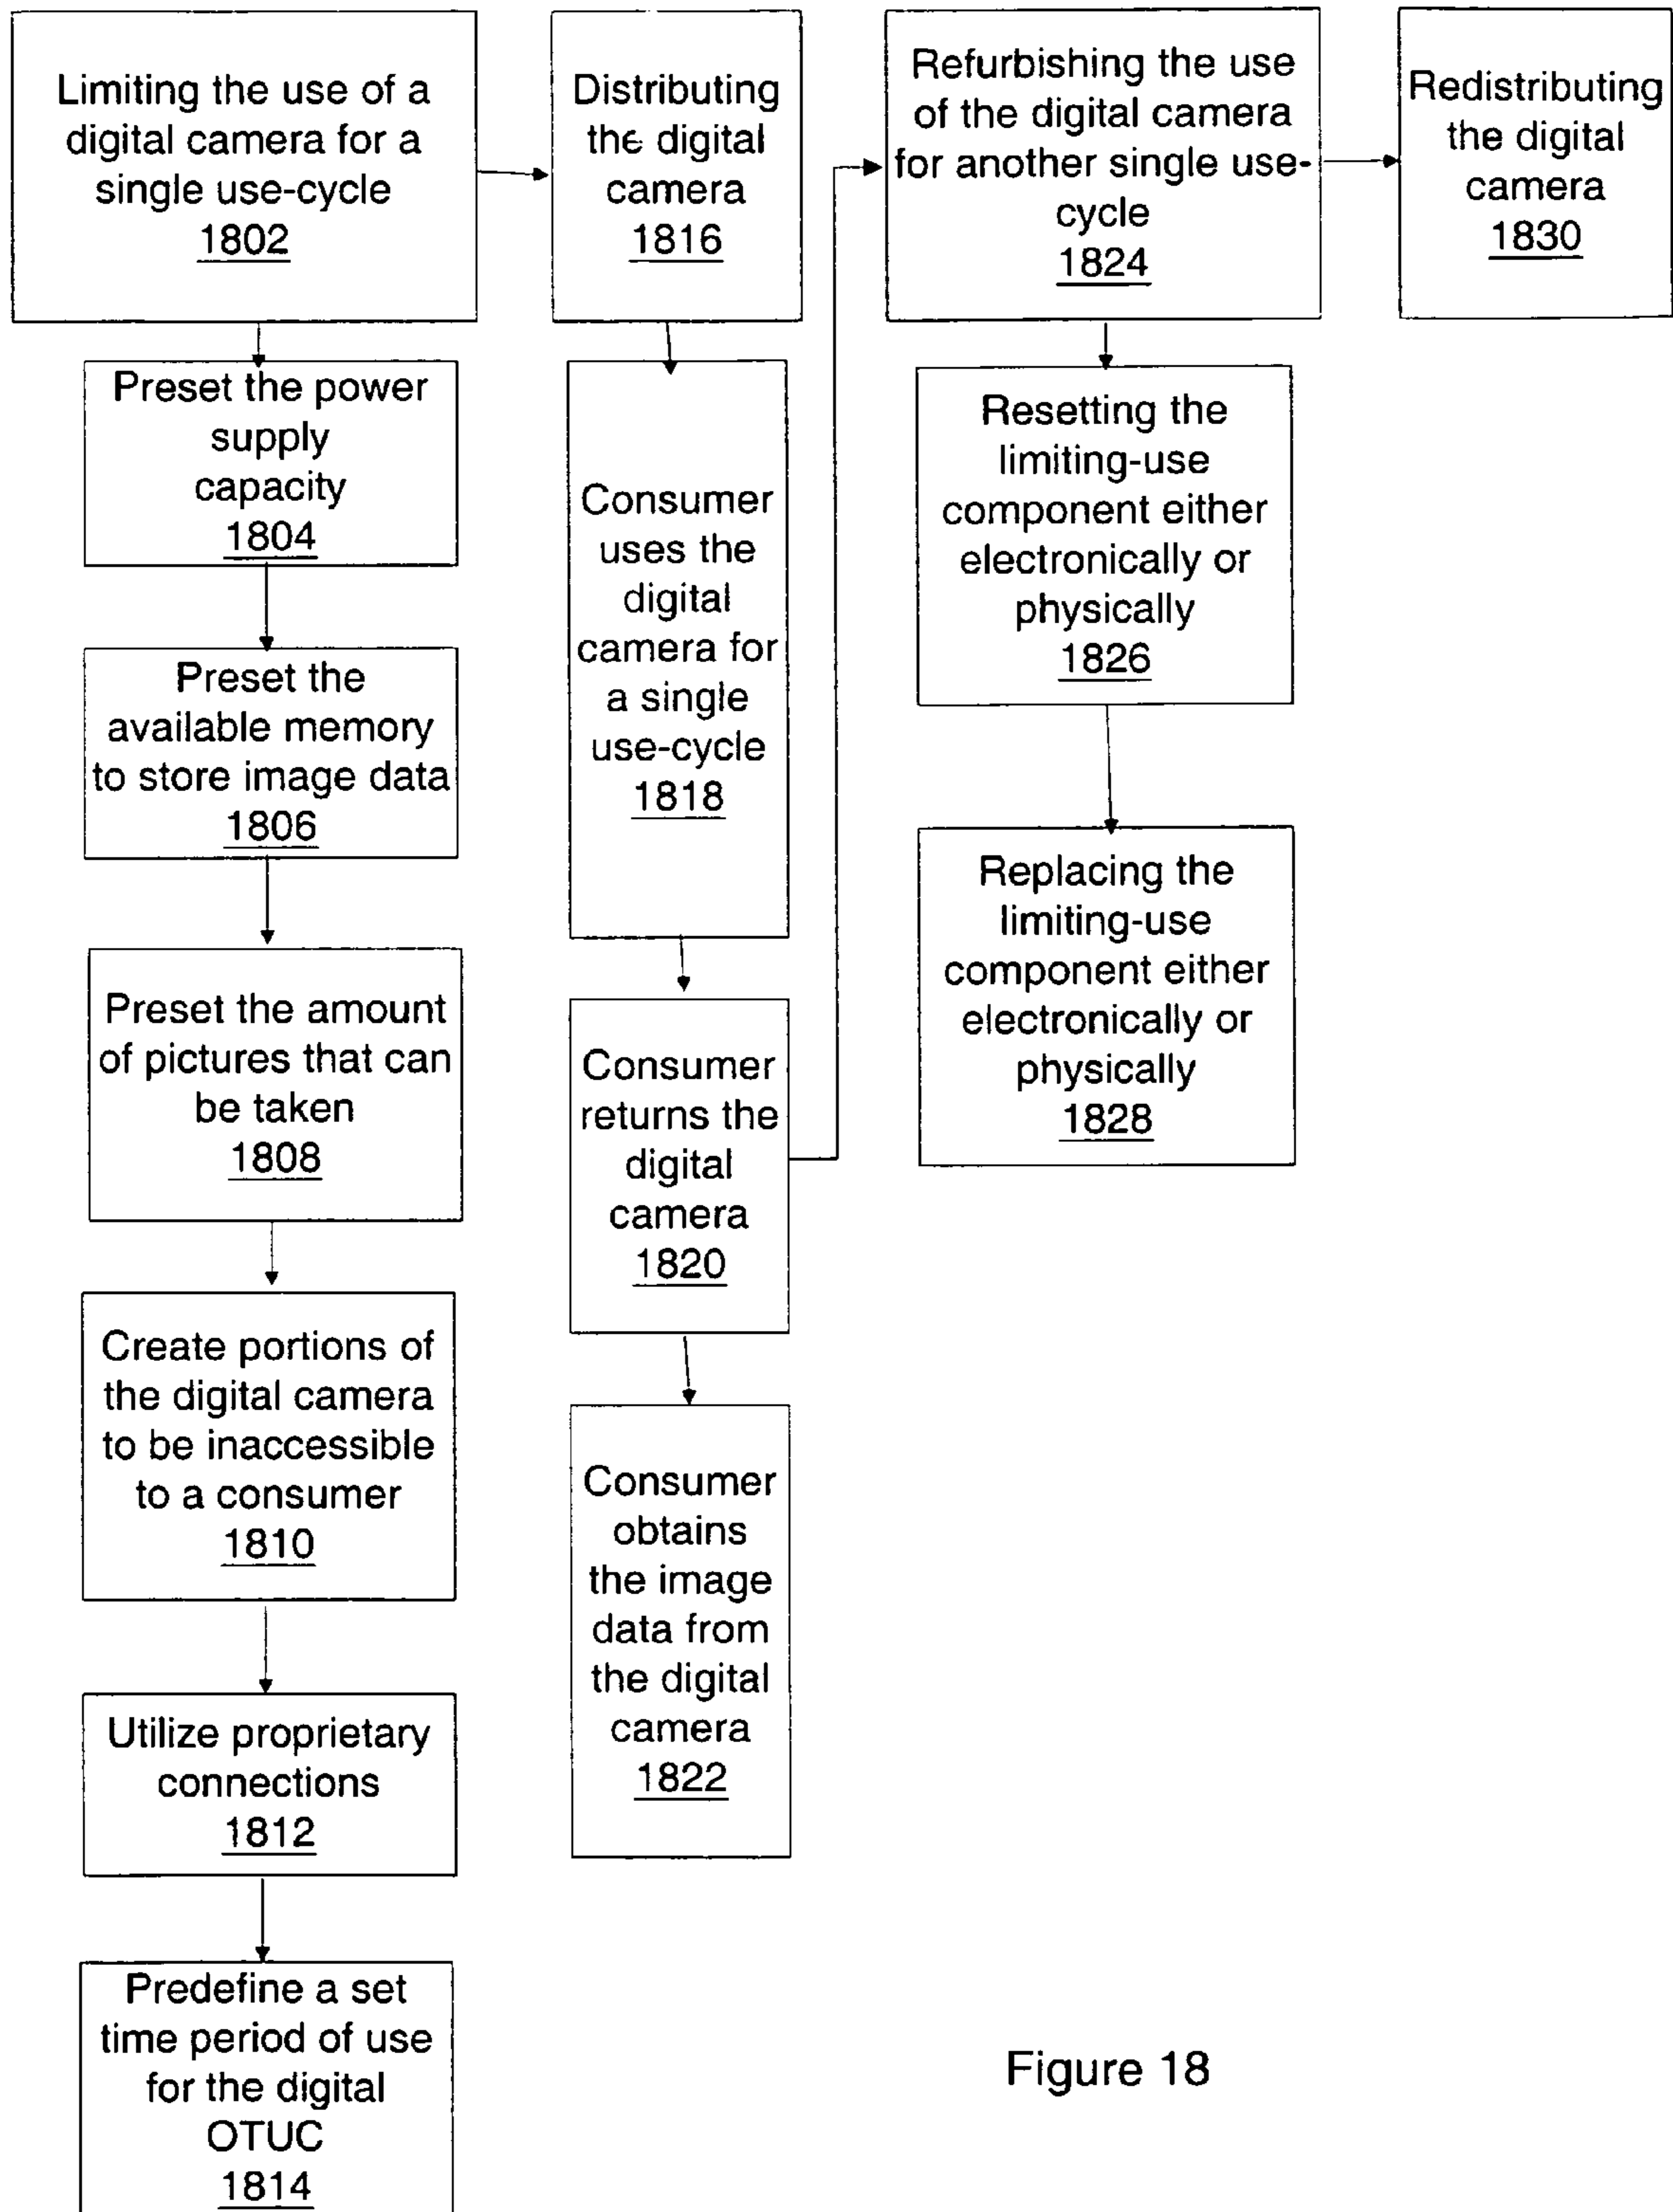 Limiting the use of a
digital camera for a
single use-cycle
1802
Preset the power
supply
capacity
1804
Preset the
available memory
to store image data
1806
Preset the amount
of pictures that can
be taken
1808
Create portions of
the digital camera
to be inaccessible
to a consumer
1810
Utilize proprietary
connections
1812
Predefine a set
time period of use
for the digital
OTUC
1814
Distributing
the digital
camera
1816
Consumer
uses the
digital
camera for
a single
use-cycle
1818
Consumer
returns the
digital
camera
1820
Consumer
obtains
the image
data from
the digital
camera
1822
Refurbishing the use
of the digital camera
for another single use-
cycle
1824
Resetting the
limiting-use
component either
electronically or
physically
1826
Replacing the
limiting-use
component either
electronically or
physically
1828
Redistributing
the digital
camera
1830
Figure 18